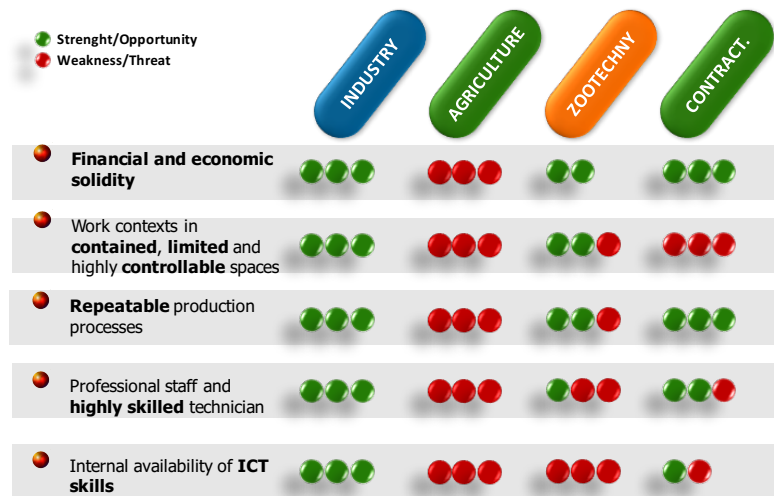 Strenght/Opportunity
Weakness/Threat
INDUSTRY
AGRICULTURE
ZOOTECHNY
CONTRACT.
Financial and economic
solidity
Work contexts in
contained, limited and
highly controllable spaces
Repeatable production
processes
Professional staff and
highly skilled technician
Internal availability of ICT
skills